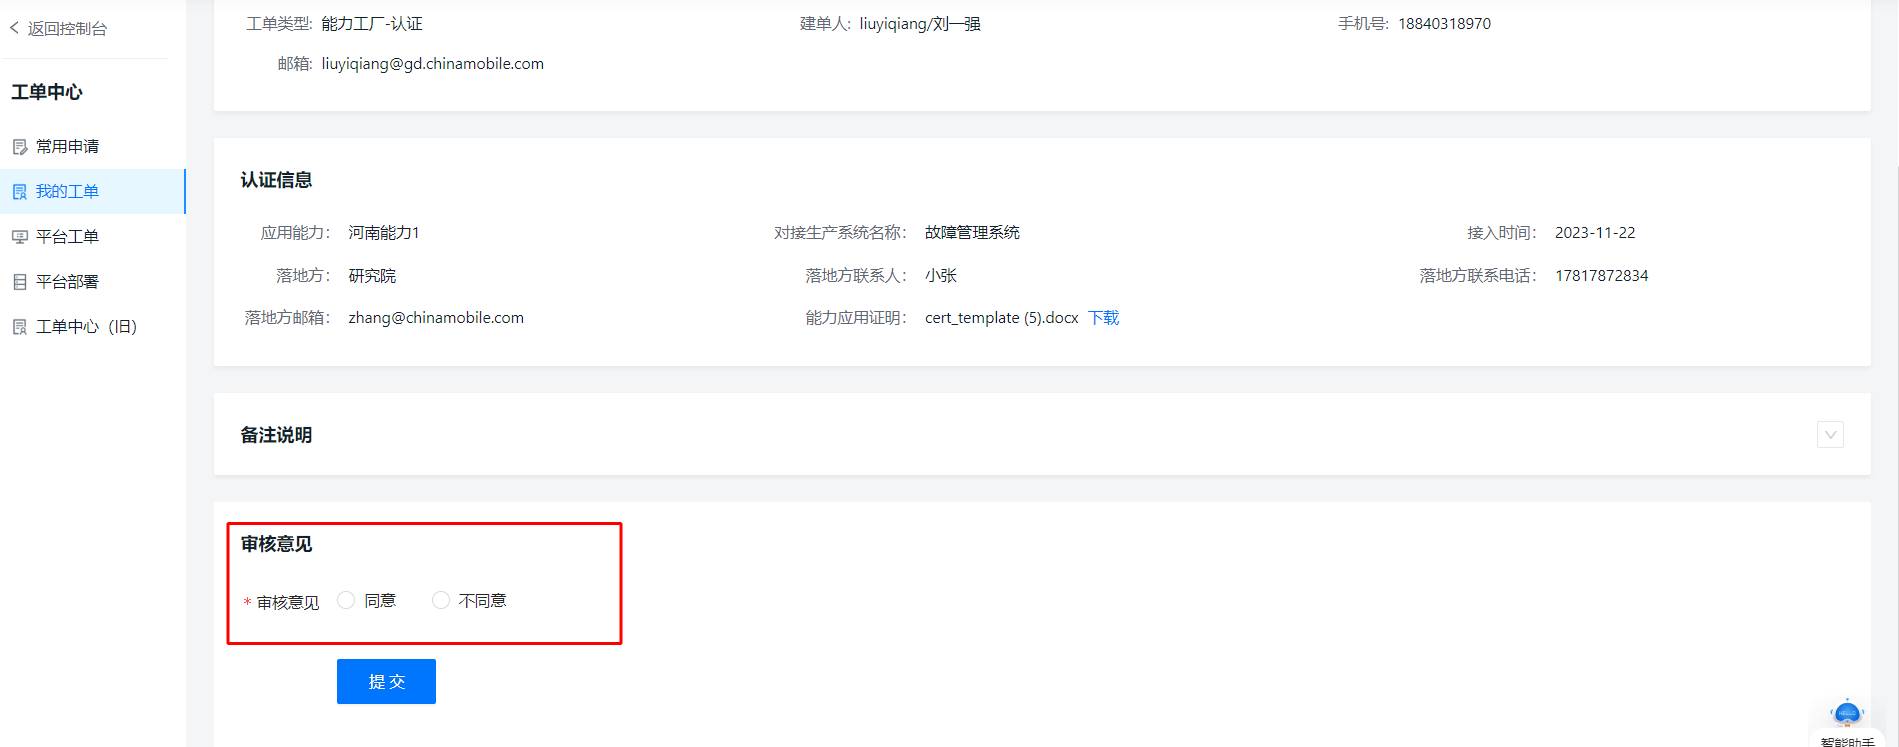 返回控制台
工单中心
常用申请
我的工单
平台工单
平台部署
工单中心（旧）
工单类型: 能力工厂-认证 建单人: liuyiqiang/刘一强 手机号: 18840318970
邮箱: liuyiqiang@gd.chinamobile.com
认证信息
应用能力: 河南能力1 对接生产系统名称: 故障管理系统 接入时间: 2023-11-22
落地方: 研究院 落地方联系人: 小张 落地方联系电话: 17817872834
落地方邮箱: zhang@chinamobile.com 能力应用证明: cert_template (5).docx 下载
备注说明
审核意见
* 审核意见 同意 不同意
提 交
HELLO
智能助手